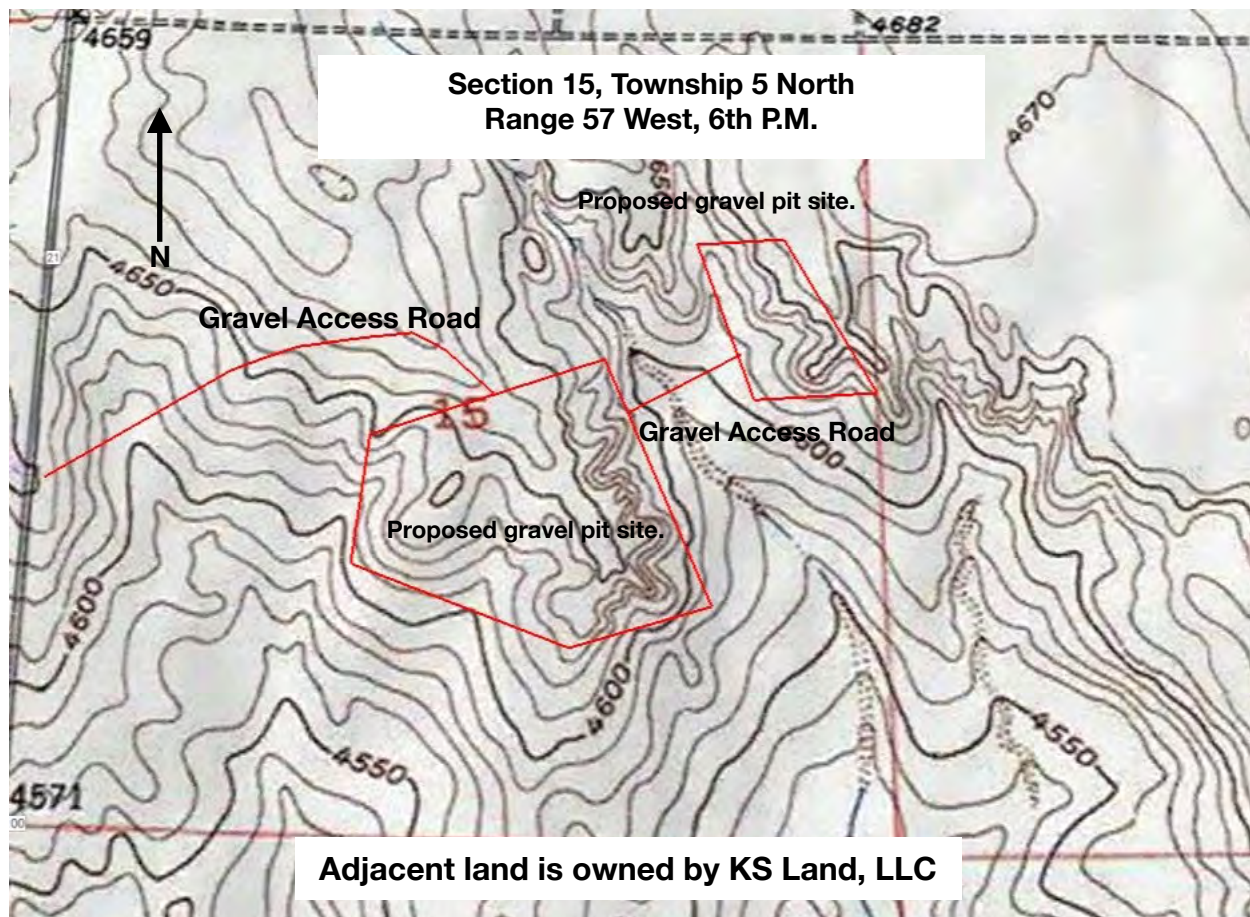 4659
4682
Section 15, Township 5 North
Range 57 West, 6th P.M.
4670
Proposed gravel pit site.
N
21
4650
Gravel Access Road
15
Gravel Access Road
Proposed gravel pit site.
4600
4600
4550
4550
4571
00
Adjacent land is owned by KS Land, LLC